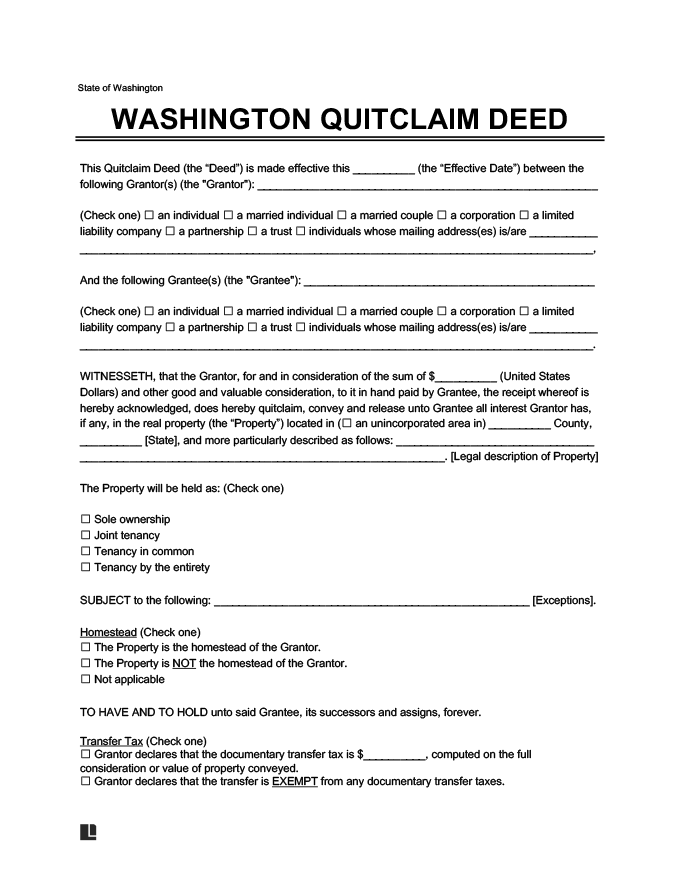 State of Washington
WASHINGTON QUITCLAIM DEED
This Quitclaim Deed (the “Deed”) is made effective this __________ (the “Effective Date”) between the
following Grantor(s) (the "Grantor"): _______________________________________________________
(Check one) ☐ an individual ☐ a married individual ☐ a married couple ☐ a corporation ☐ a limited
liability company ☐ a partnership ☐ a trust ☐ individuals whose mailing address(es) is/are ___________
___________________________________________________________________________________,
And the following Grantee(s) (the "Grantee"): _______________________________________________
(Check one) ☐ an individual ☐ a married individual ☐ a married couple ☐ a corporation ☐ a limited
liability company ☐ a partnership ☐ a trust ☐ individuals whose mailing address(es) is/are ___________
___________________________________________________________________________________.
WITNESSETH, that the Grantor, for and in consideration of the sum of $__________ (United States
Dollars) and other good and valuable consideration, to it in hand paid by Grantee, the receipt whereof is
hereby acknowledged, does hereby quitclaim, convey and release unto Grantee all interest Grantor has,
if any, in the real property (the “Property”) located in (☐ an unincorporated area in) __________ County,
__________ [State], and more particularly described as follows: ________________________________
___________________________________________________________. [Legal description of Property]
The Property will be held as: (Check one)
☐ Sole ownership
☐ Joint tenancy
☐ Tenancy in common
☐ Tenancy by the entirety
SUBJECT to the following: ___________________________________________________ [Exceptions].
Homestead (Check one)
☐ The Property is the homestead of the Grantor.
☐ The Property is NOT the homestead of the Grantor.
☐ Not applicable
TO HAVE AND TO HOLD unto said Grantee, its successors and assigns, forever.
Transfer Tax (Check one)
☐ Grantor declares that the documentary transfer tax is $__________, computed on the full
consideration or value of property conveyed.
☐ Grantor declares that the transfer is EXEMPT from any documentary transfer taxes.